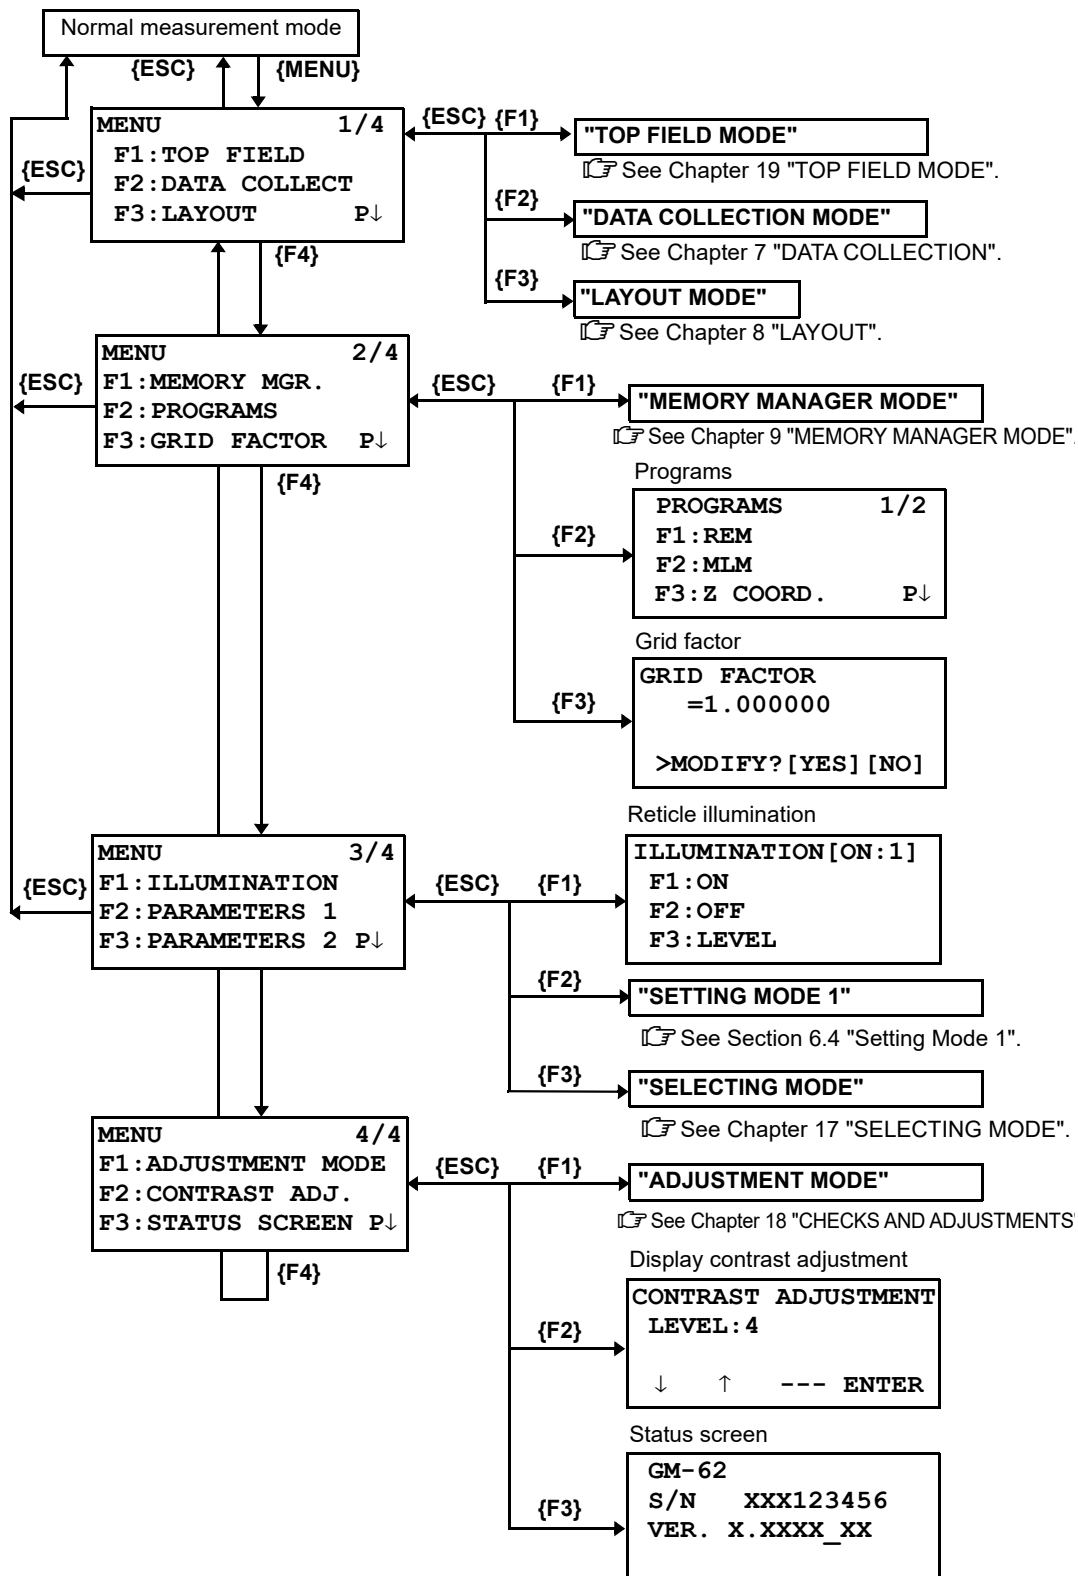 Normal measurement mode
{ESC} {MENU}
MENU 1/4
F1:TOP FIELD
F2:DATA COLLECT
F3:LAYOUT P↓
{ESC}
{ESC} {F1}
"TOP FIELD MODE"
See Chapter 19 "TOP FIELD MODE".
{F2}
"DATA COLLECTION MODE"
See Chapter 7 "DATA COLLECTION".
{F3}
"LAYOUT MODE"
See Chapter 8 "LAYOUT".
{F4}
MENU 2/4
F1:MEMORY MGR.
F2:PROGRAMS
F3:GRID FACTOR P↓
{ESC}
{ESC} {F1}
"MEMORY MANAGER MODE"
See Chapter 9 "MEMORY MANAGER MODE".
{F4}
Programs
{F2}
PROGRAMS 1/2
F1:REM
F2:MLM
F3:Z COORD. P↓
Grid factor
{F3}
GRID FACTOR
=1.000000
>MODIFY?[YES][NO]
Reticle illumination
MENU 3/4
F1:ILLUMINATION
F2:PARAMETERS 1
F3:PARAMETERS 2 P↓
{ESC}
{ESC} {F1}
ILLUMINATION[ON:1]
F1:ON
F2:OFF
F3:LEVEL
{F2}
"SETTING MODE 1"
See Section 6.4 "Setting Mode 1".
{F3}
"SELECTING MODE"
See Chapter 17 "SELECTING MODE".
MENU 4/4
F1:ADJUSTMENT MODE
F2:CONTRAST ADJ.
F3:STATUS SCREEN P↓
{F4}
{ESC} {F1}
"ADJUSTMENT MODE"
See Chapter 18 "CHECKS AND ADJUSTMENTS"
Display contrast adjustment
{F2}
CONTRAST ADJUSTMENT
LEVEL:4
↓ ↑ --- ENTER
Status screen
{F3}
GM-62
S/N XXX123456
VER. X.XXXX_XX